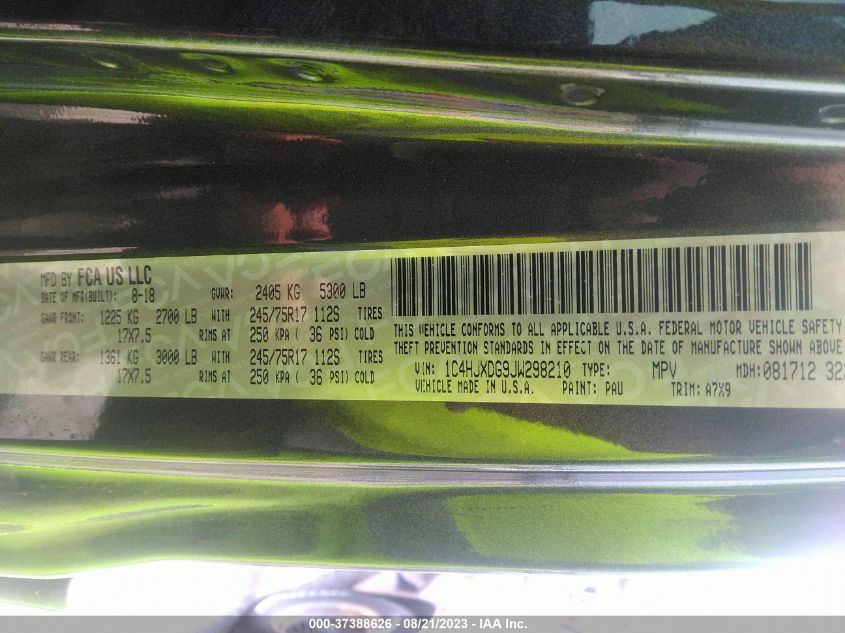 MFD BY FCA US LLC
DATE OF MFR(BUILT): 8-18 GVWR: 2405 KG 5300 LB
GAWR FRONT: 1225 KG 2700 LB WITH 245/75R17 112S TIRES
17X7.5 RIMS AT 250 KPA ( 36 PSI) COLD
GAWR REAR: 1361 KG 3000 LB WITH 245/75R17 112S TIRES
17X7.5 RIMS AT 250 KPA ( 36 PSI) COLD
THIS VEHICLE CONFORMS TO ALL APPLICABLE U.S.A. FEDERAL MOTOR VEHICLE SAFETY
THEFT PREVENTION STANDARDS IN EFFECT ON THE DATE OF MANUFACTURE SHOWN ABOVE
VIN: 1C4HJXDG9JW298210 TYPE: MPV MDH: 081712 32
VEHICLE MADE IN U.S.A. PAINT: PAU TRIM: A7X9
000-37388626 - 08/21/2023 - IAA Inc.